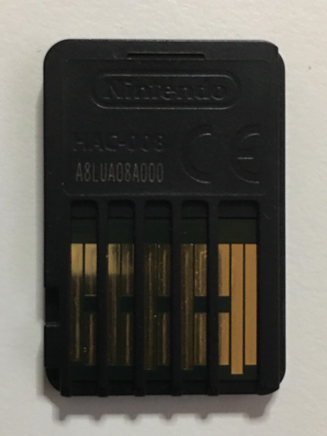 Nintendo
HAC-008
CE
A8LUA08A000